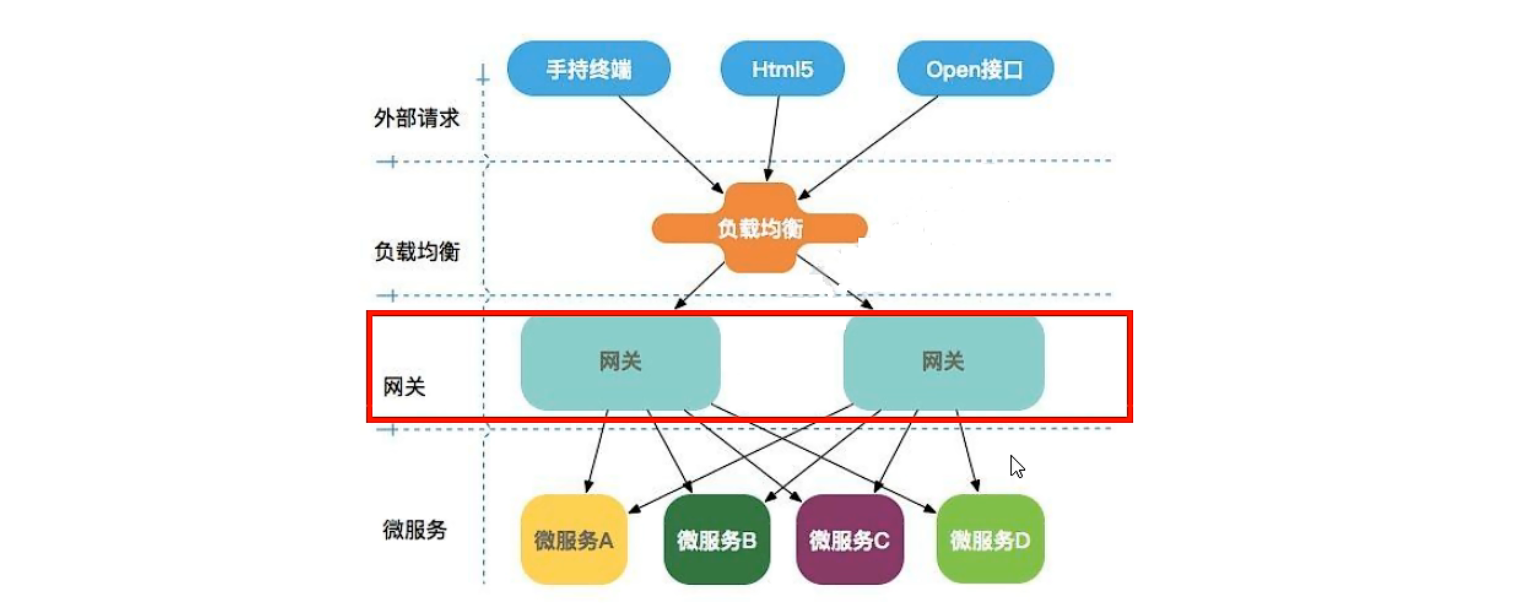 手持终端
Html5
Open接口
外部请求
负载均衡
负载均衡
网关
网关
网关
微服务
微服务A
微服务B
微服务C
微服务D